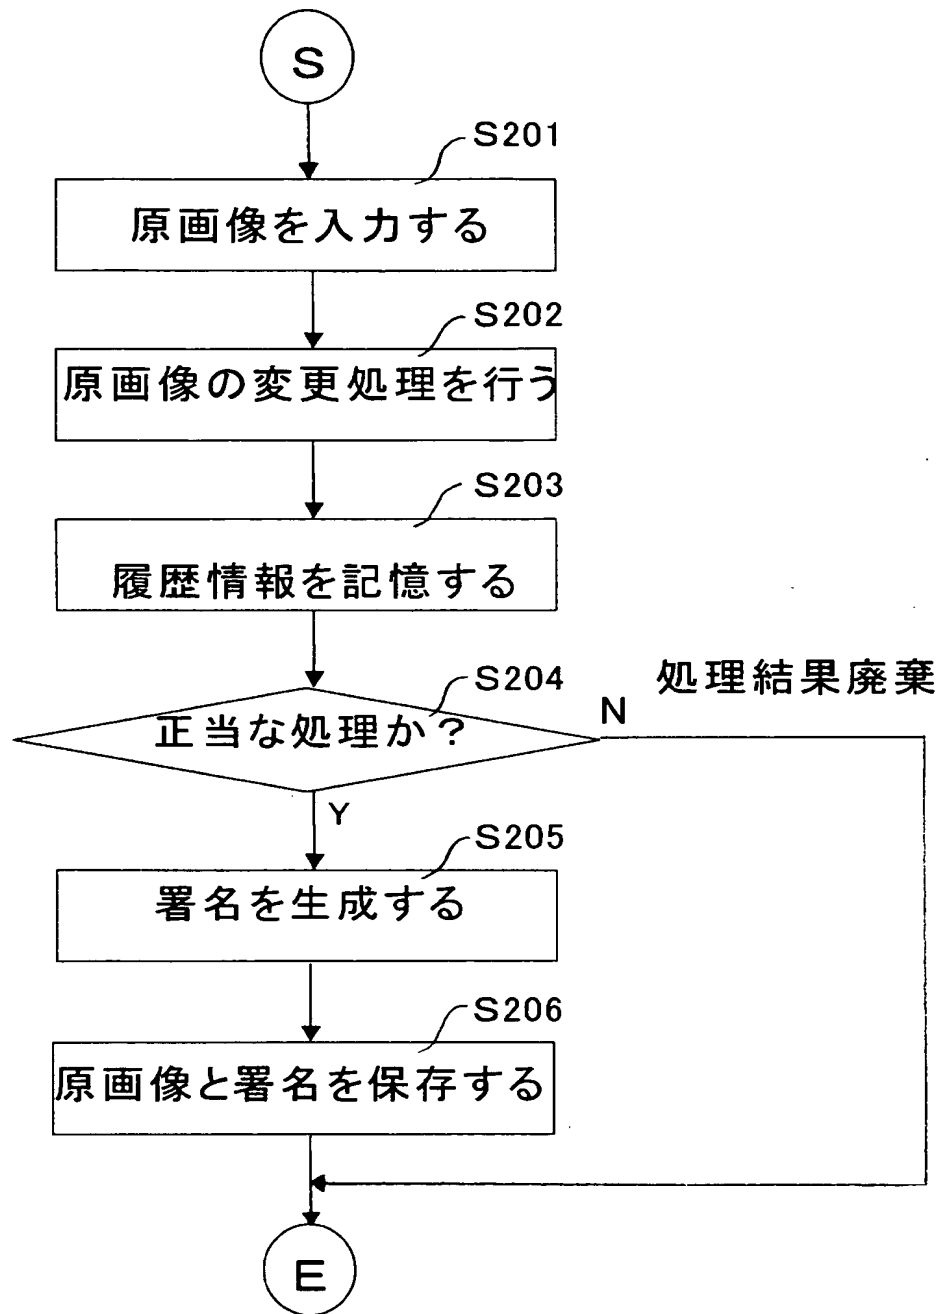 S
S201
原画像を入力する
S202
原画像の変更処理を行う
S203
履歴情報を記憶する
S204
正当な処理か？
N
処理結果廃棄
Y
S205
署名を生成する
S206
原画像と署名を保存する
E